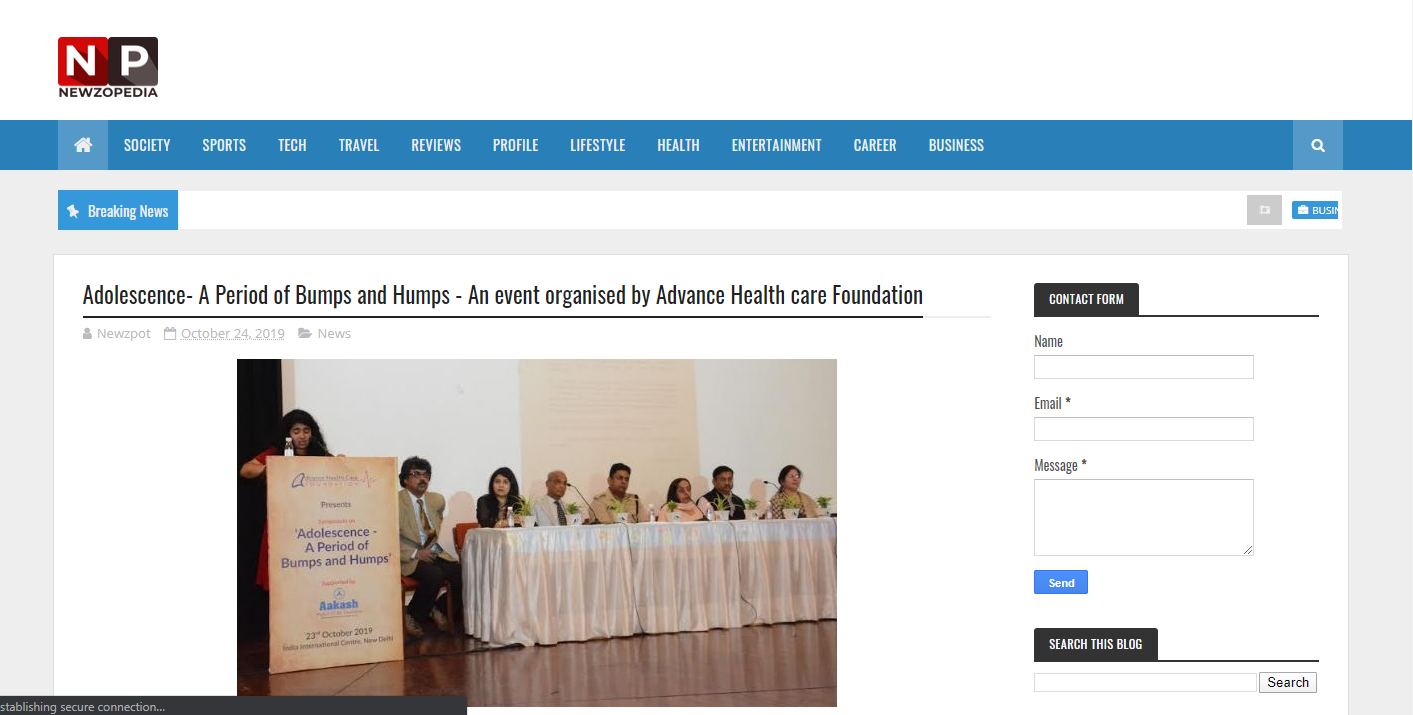 NP
NEWZOPEDIA
SOCIETY SPORTS TECH TRAVEL REVIEWS PROFILE LIFESTYLE HEALTH ENTERTAINMENT CAREER BUSINESS
Breaking News
BUSIN
Adolescence- A Period of Bumps and Humps - An event organised by Advance Health care Foundation
Newzpot October 24, 2019 News
Health Care
FOUNDATION
Presents
Symposium on
'Adolescence -
A Period of
Bumps and Humps'
Supported by
Aakash
23rd October 2019
India International Centre, New Delhi
CONTACT FORM
Name
Email *
Message *
Send
SEARCH THIS BLOG
Search
stablishing secure connection...